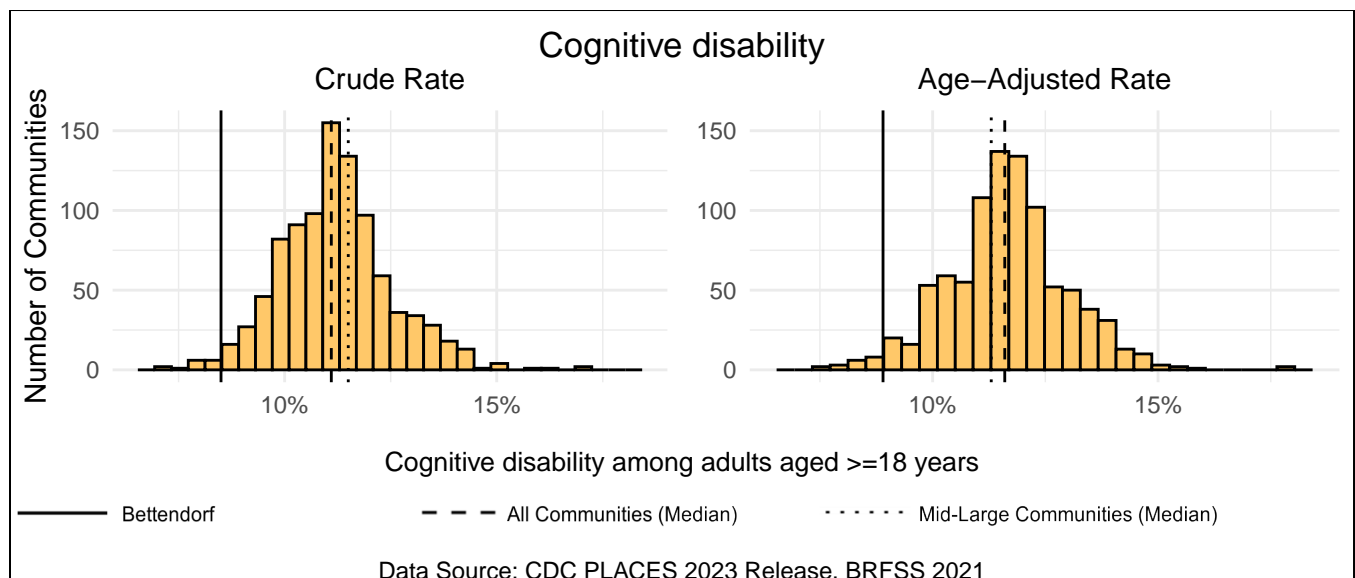 Cognitive disability
Crude Rate
Age−Adjusted Rate
Number of Communities
150
100
50
0
10%
15%
150
100
50
0
10%
15%
Cognitive disability among adults aged >=18 years
Bettendorf
All Communities (Median)
Mid-Large Communities (Median)
Data Source: CDC PLACES 2023 Release, BRFSS 2021